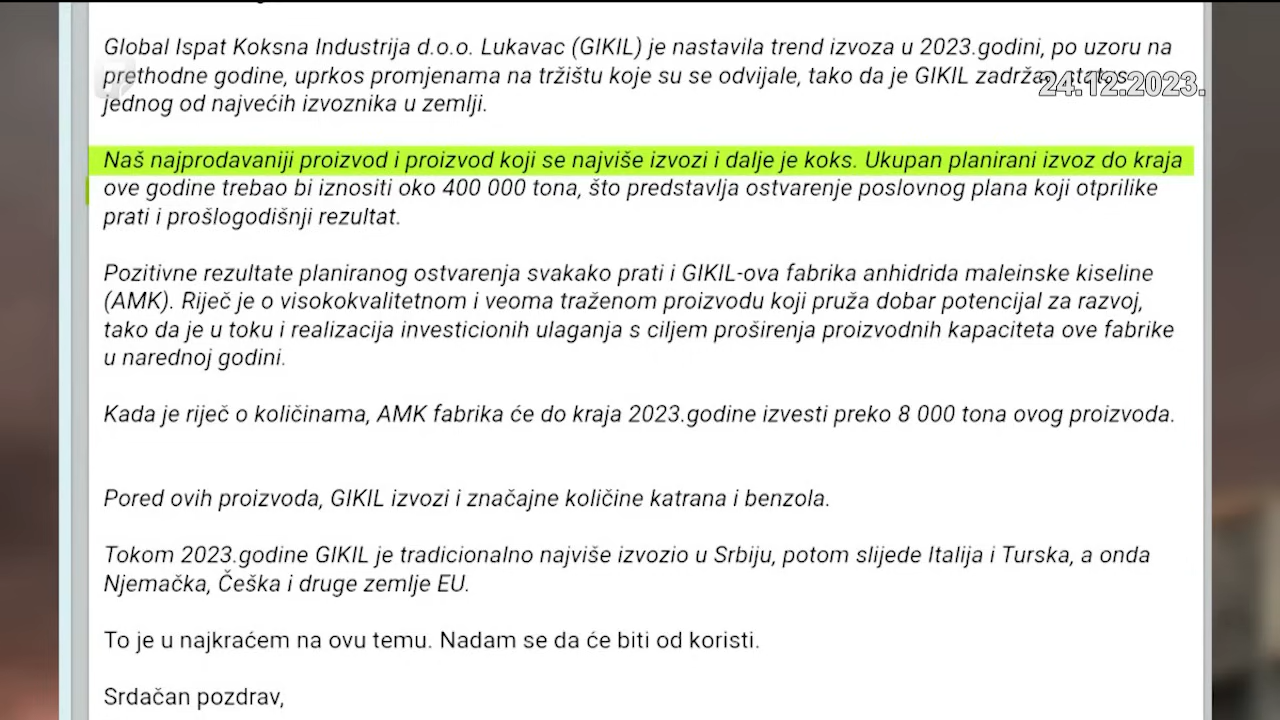 Global Ispat Koksna Industrija d.o.o. Lukavac (GIKIL) je nastavila trend izvoza u 2023.godini, po uzoru na
prethodne godine, uprkos promjenama na tržištu koje su se odvijale, tako da je GIKIL zadržao status
24.12.2023.
jednog od najvećih izvoznika u zemlji.
Naš najprodavaniji proizvod i proizvod koji se najviše izvozi i dalje je koks. Ukupan planirani izvoz do kraja
ove godine trebao bi iznositi oko 400 000 tona, što predstavlja ostvarenje poslovnog plana koji otprilike
prati i prošlogodišnji rezultat.
Pozitivne rezultate planiranog ostvarenja svakako prati i GIKIL-ova fabrika anhidrida maleinske kiseline
(AMK). Riječ je o visokokvalitetnom i veoma traženom proizvodu koji pruža dobar potencijal za razvoj,
tako da je u toku i realizacija investicionih ulaganja s ciljem proširenja proizvodnih kapaciteta ove fabrike
u narednoj godini.
Kada je riječ o količinama, AMK fabrika će do kraja 2023.godine izvesti preko 8 000 tona ovog proizvoda.
Pored ovih proizvoda, GIKIL izvozi i značajne količine katrana i benzola.
Tokom 2023.godine GIKIL je tradicionalno najviše izvozio u Srbiju, potom slijede Italija i Turska, a onda
Njemačka, Češka i druge zemlje EU.
To je u najkraćem na ovu temu. Nadam se da će biti od koristi.
Srdačan pozdrav,